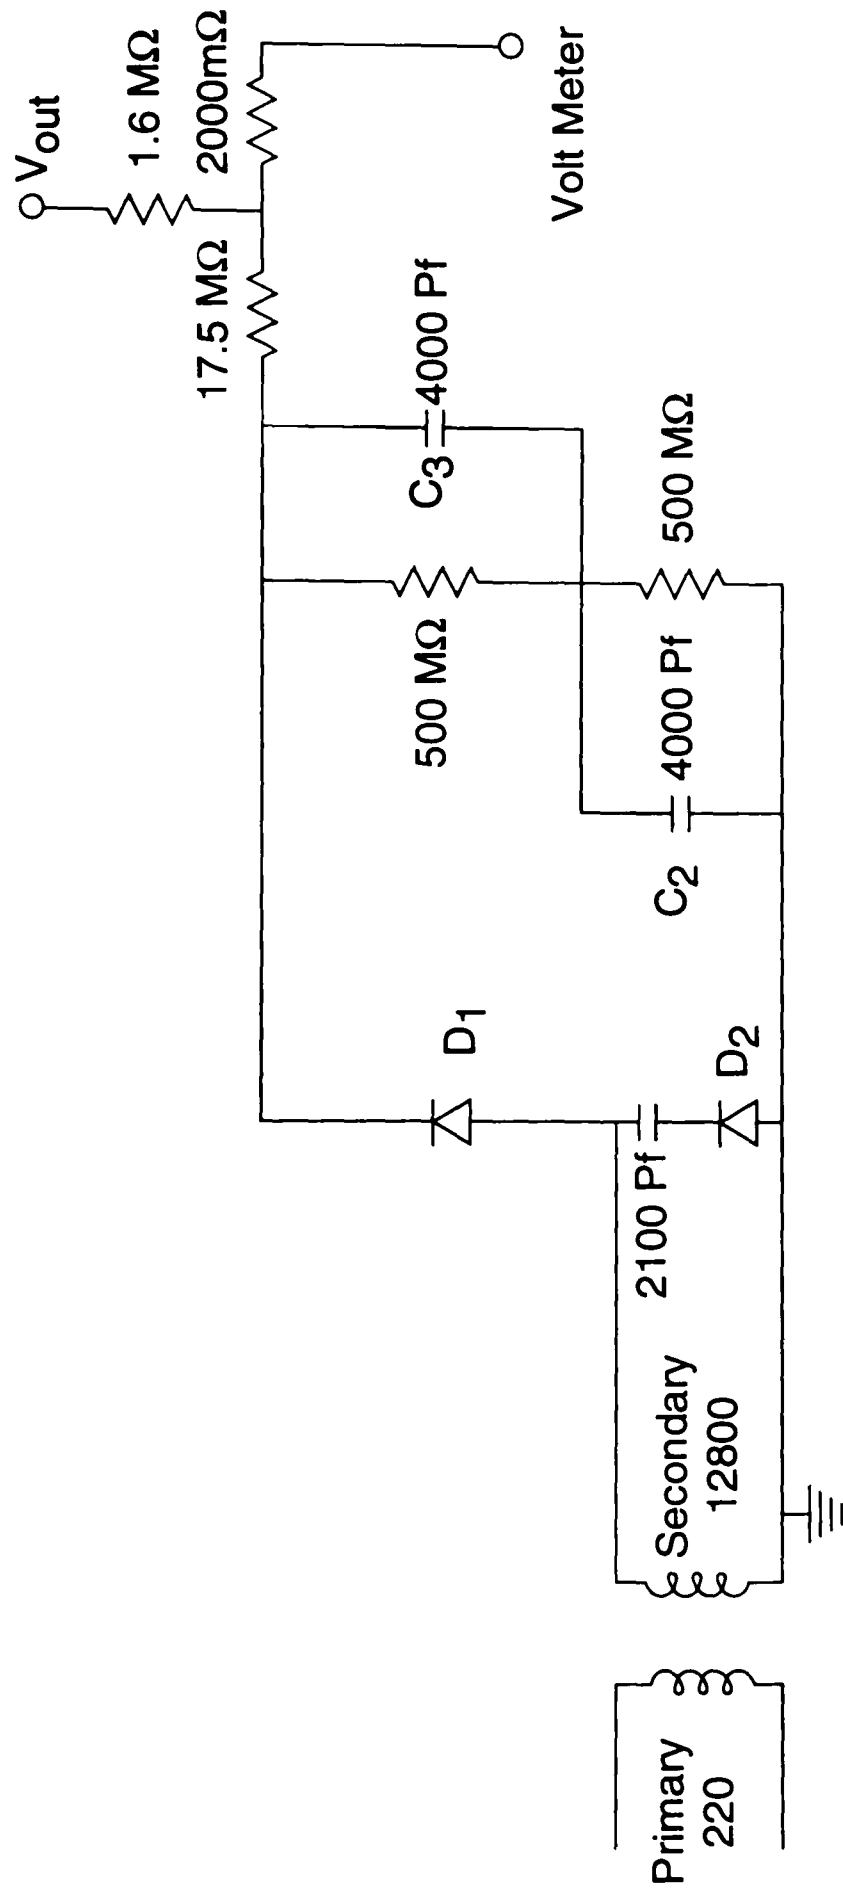 Primary
220
Secondary
12800
2100 Pf
D1
D2
C2
4000 Pf
500 MΩ
500 MΩ
C3
4000 Pf
17.5 MΩ
Vout
1.6 MΩ
2000mΩ
Volt Meter